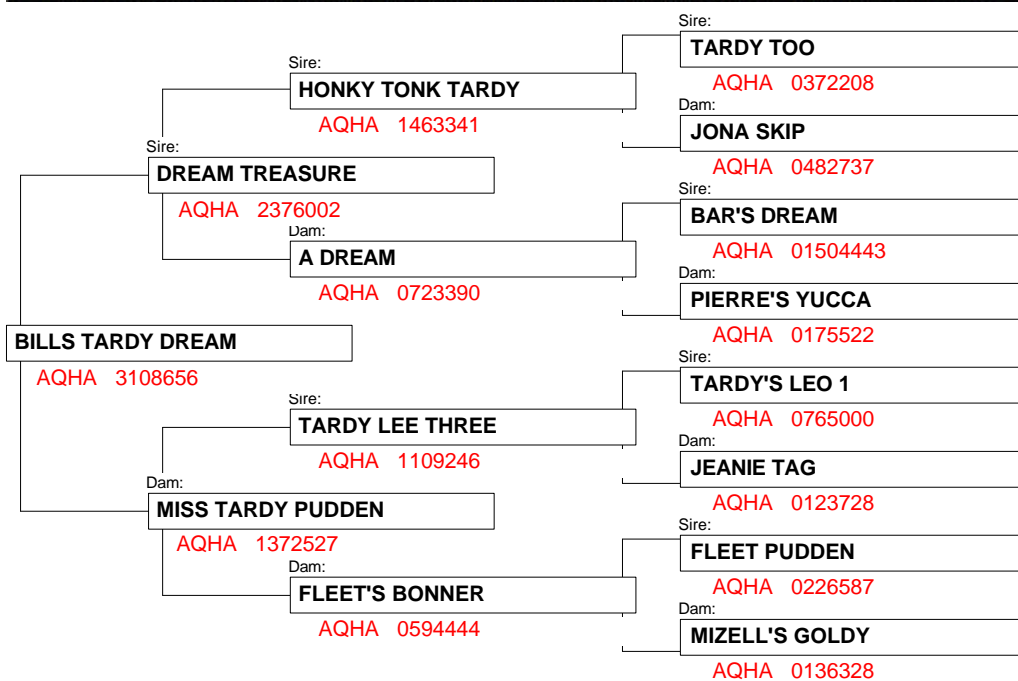 Sire:
TARDY TOO
AQHA 0372208
Sire:
HONKY TONK TARDY
AQHA 1463341
Dam:
JONA SKIP
AQHA 0482737
Sire:
DREAM TREASURE
AQHA 2376002
Sire:
BAR'S DREAM
AQHA 01504443
Dam:
A DREAM
AQHA 0723390
Dam:
PIERRE'S YUCCA
AQHA 0175522
BILLS TARDY DREAM
AQHA 3108656
Sire:
TARDY'S LEO 1
AQHA 0765000
Sire:
TARDY LEE THREE
AQHA 1109246
Dam:
JEANIE TAG
AQHA 0123728
Dam:
MISS TARDY PUDDEN
AQHA 1372527
Sire:
FLEET PUDDEN
AQHA 0226587
Dam:
FLEET'S BONNER
AQHA 0594444
Dam:
MIZELL'S GOLDY
AQHA 0136328